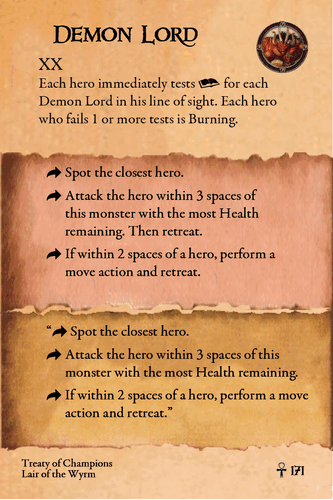 Demon Lord
XX
Each hero immediately tests for each
Demon Lord in his line of sight. Each hero
who fails 1 or more tests is Burning.
Spot the closest hero.
Attack the hero within 3 spaces of
this monster with the most Health
remaining. Then retreat.
If within 2 spaces of a hero, perform a
move action and retreat.
“ Spot the closest hero.
Attack the hero within 3 spaces of this
monster with the most Health remaining.
If within 2 spaces of a hero, perform a move
action and retreat.”
Treaty of Champions
Lair of the Wyrm
171